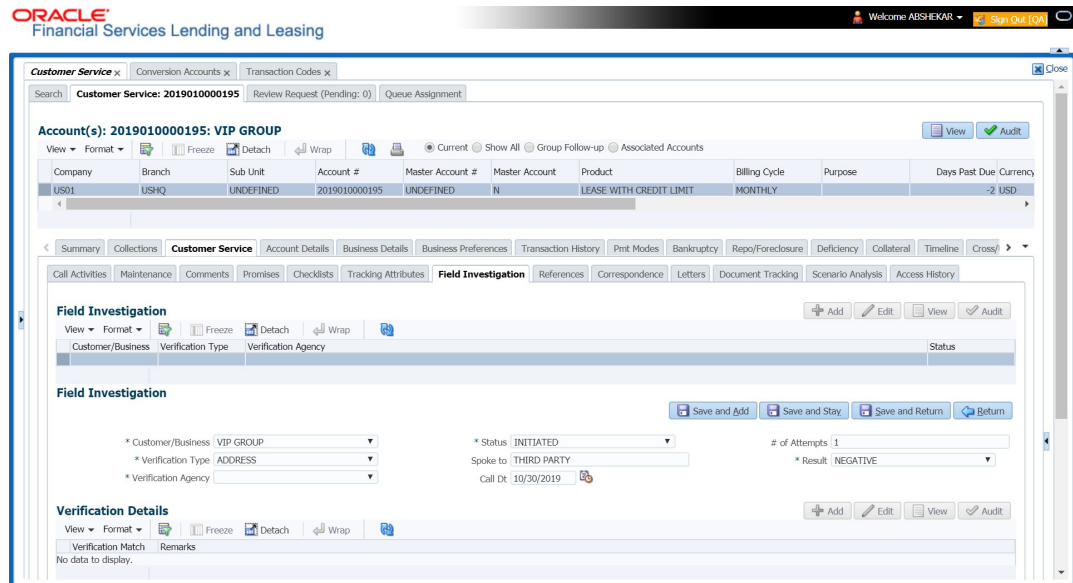 ORACLE
Financial Services Lending and Leasing
Welcome ABSHEKAR
Sign Out [QA]
Customer Service x Conversion Accounts x Transaction Codes x
Close
Search Customer Service: 2019010000195 Review Request (Pending: 0) Queue Assignment
Account(s): 2019010000195: VIP GROUP
View Audit
View Format Freeze Detach Wrap Current Show All Group Follow-up Associated Accounts
Company Branch Sub Unit Account # Master Account # Master Account Product Billing Cycle Purpose Days Past Due Currency
US01 USHQ UNDEFINED 2019010000195 UNDEFINED N LEASE WITH CREDIT LIMIT MONTHLY -2 USD
Summary Collections Customer Service Account Details Business Details Business Preferences Transaction History Pmt Modes Bankruptcy Repo/Foreclosure Deficiency Collateral Timeline Cross/
Call Activities Maintenance Comments Promises Checklists Tracking Attributes Field Investigation References Correspondence Letters Document Tracking Scenario Analysis Access History
Field Investigation
Add Edit View Audit
View Format Freeze Detach Wrap
Customer/Business Verification Type Verification Agency Status
Field Investigation
Save and Add Save and Stay Save and Return Return
* Customer/Business VIP GROUP * Status INITIATED # of Attempts 1
* Verification Type ADDRESS Spoke to THIRD PARTY * Result NEGATIVE
* Verification Agency Call Dt 10/30/2019
Verification Details
Add Edit View Audit
View Format Freeze Detach Wrap
Verification Match Remarks
No data to display.